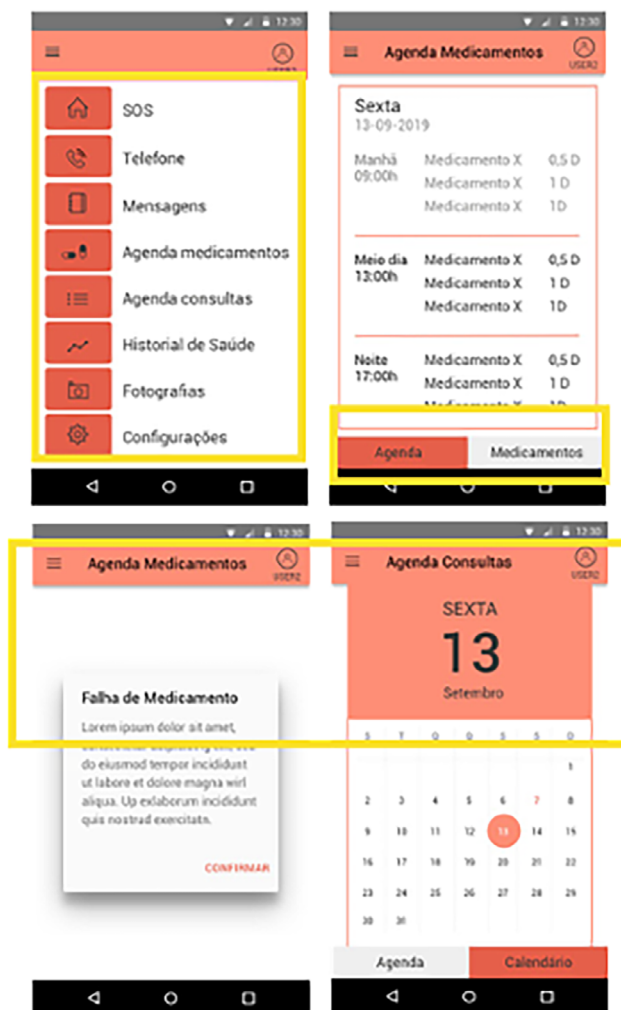 12:30
USER2
SOS
Telefone
Mensagens
Agenda medicamentos
Agenda consultas
Historial de Saúde
Fotografias
Configurações
12:30
Agenda Medicamentos
USER2
Sexta
13-09-2019
Manhã Medicamento X 0,5 D
09:00h Medicamento X 1 D
Medicamento X 1D
Meio dia Medicamento X 0,5 D
13:00h Medicamento X 1 D
Medicamento X 1D
Noite Medicamento X 0,5 D
17:00h Medicamento X 1 D
Medicamento X 1D
Agenda Medicamentos
12:30
Agenda Medicamentos
USER2
Falha de Medicamento
Lorem ipsum dolor sit amet,
do eiusmod tempor incididunt
ut labore et dolore magna wirl
aliqua. Up exlaborum incididunt
quis nostrad exercitatn.
CONFIRMAR
12:30
Agenda Consultas
USER2
SEXTA
13
Setembro
S T Q Q S S D
1
2 3 4 5 6 7 8
9 10 11 12 13 14 15
16 17 18 19 20 21 22
23 24 25 26 27 28 29
30 31
Agenda Calendário